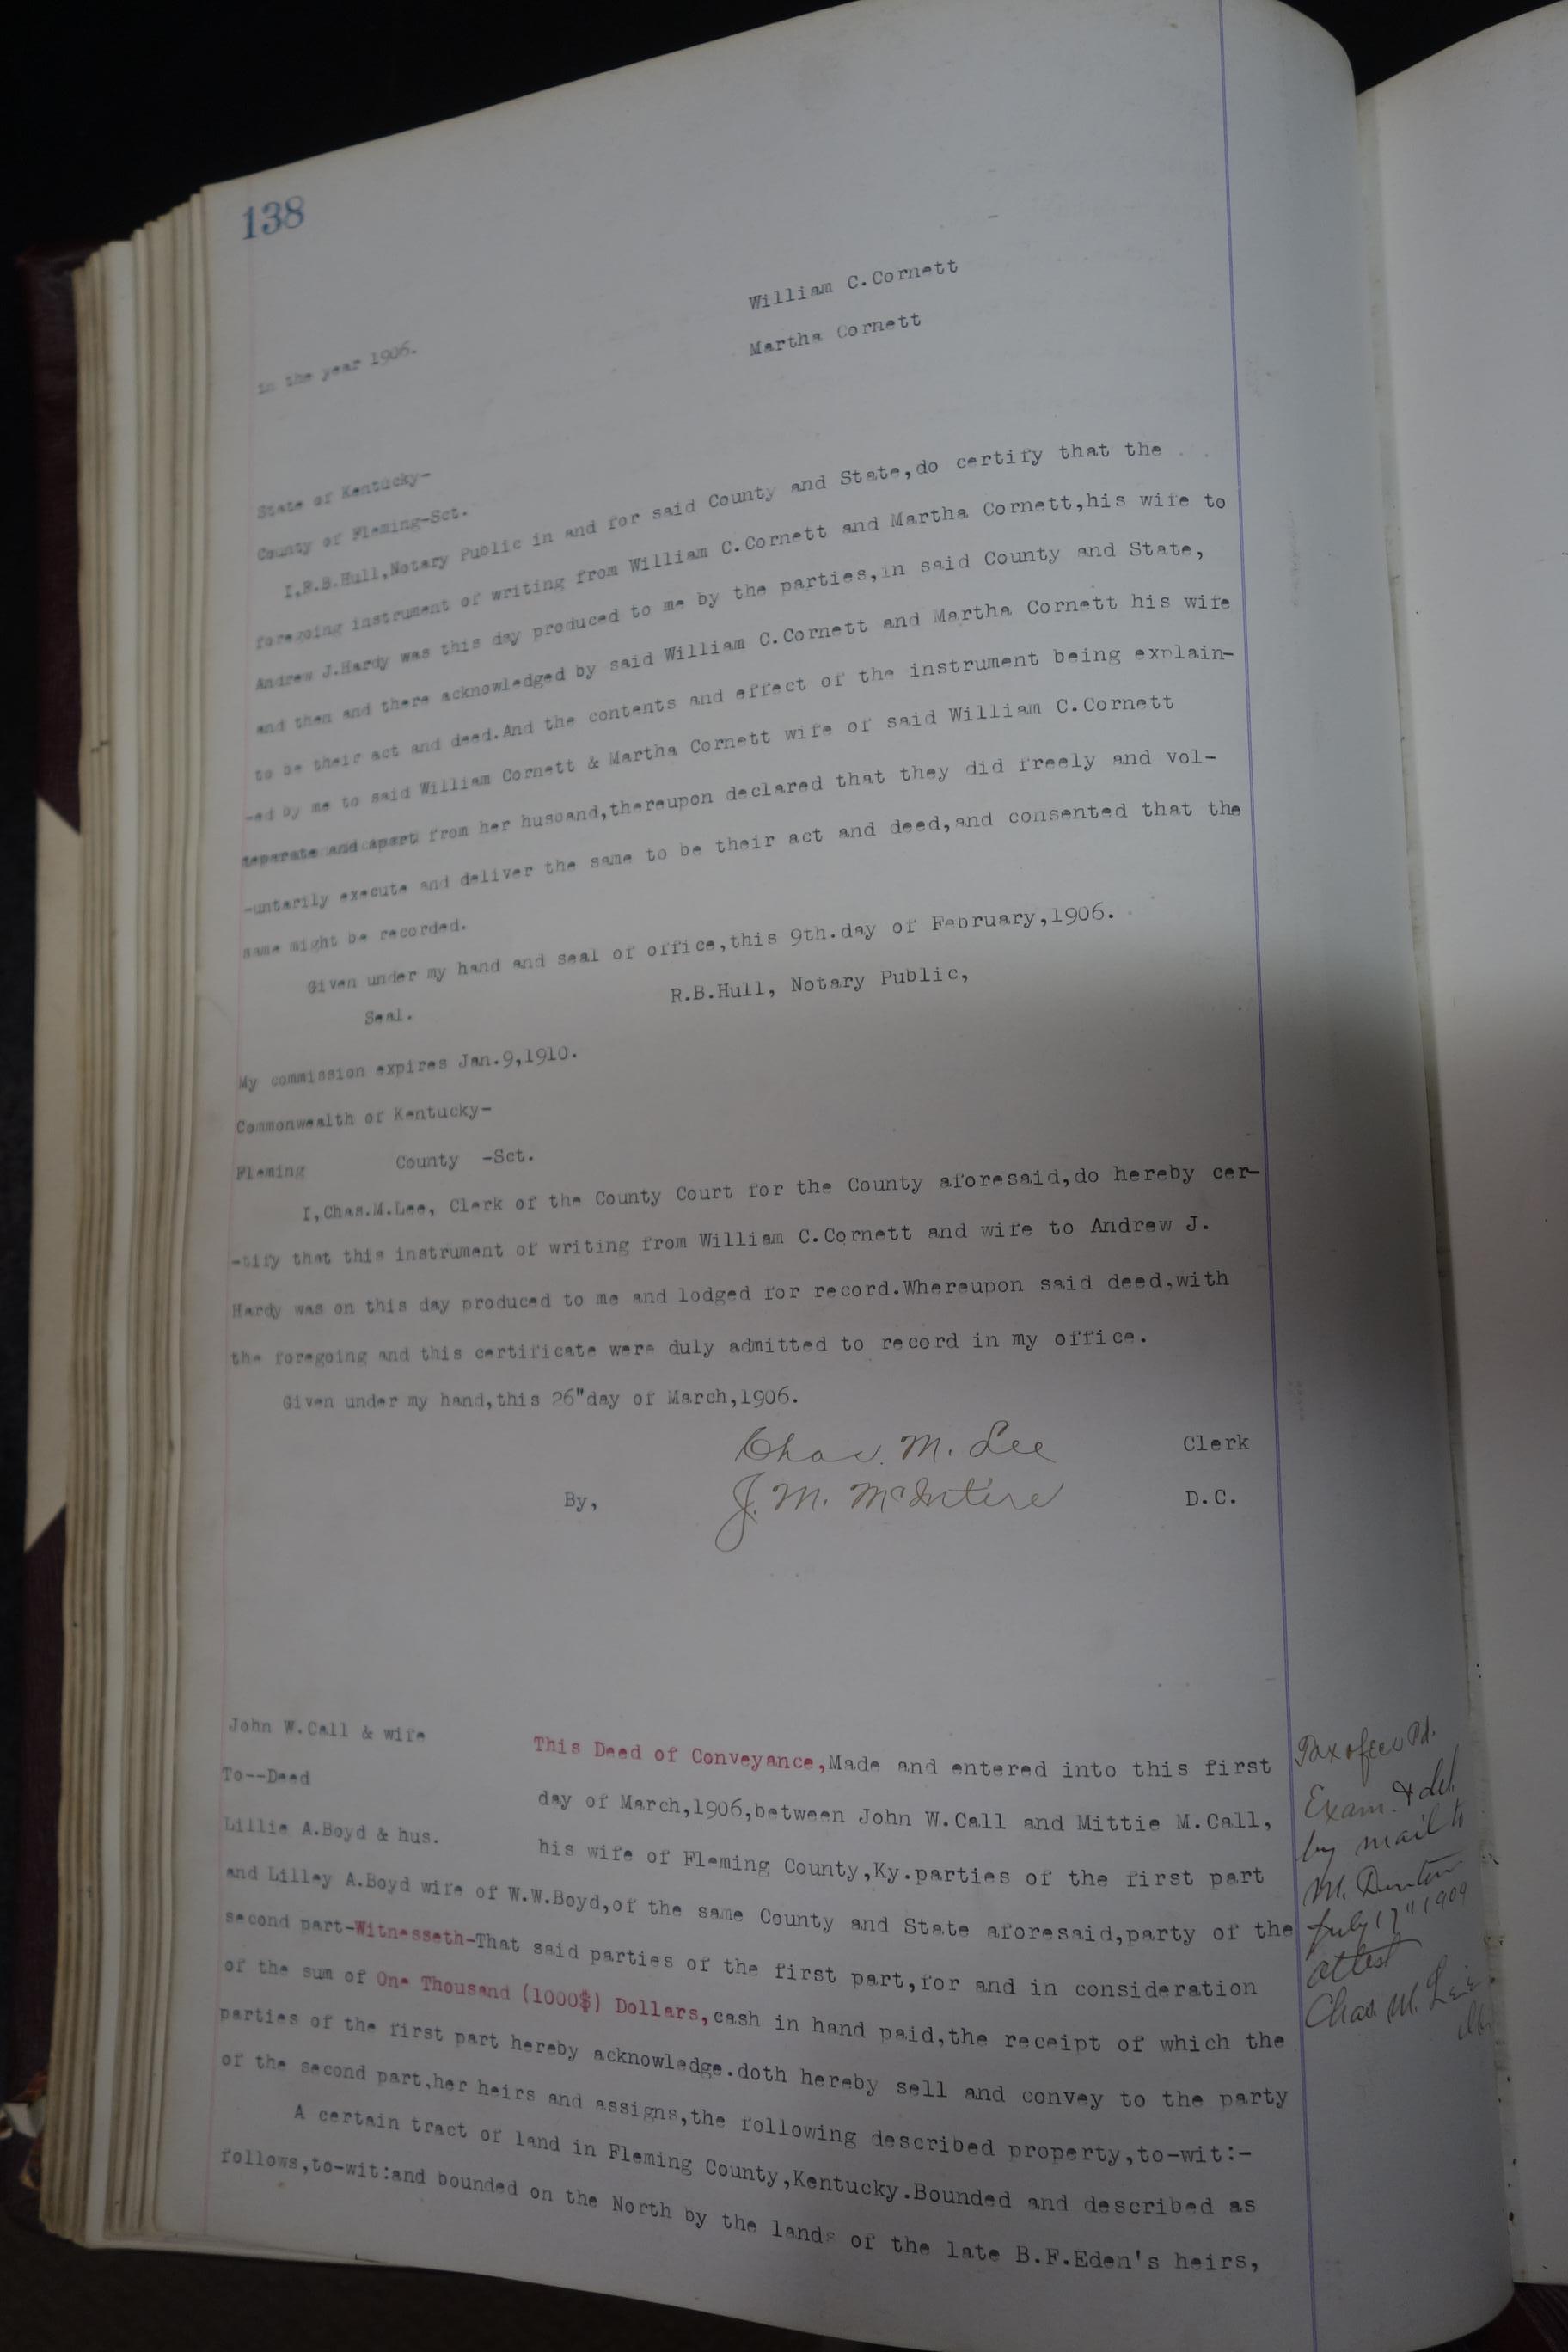 138
William C.Cornett
Martha Cornett
in the year 1906.
State of Kentucky-
County of Fleming-Sct.
I,R.B.Hull,Notary Public in and for said County and State,do certify that the
foregoing instrument of writing from William C.Cornett and Martha Cornett,his wife to
Andrew J.Hardy was this day produced to me by the parties,in said County and State,
and then and there acknowledged by said William C.Cornett and Martha Cornett his wife
to be their act and deed.And the contents and effect of the instrument being explain-
-ed by me to said William Cornett & Martha Cornett wife of said William C.Cornett
separate and apart from her husband,thereupon declared that they did freely and vol-
-untarily execute and deliver the same to be their act and deed,and consented that the
same might be recorded.
Given under my hand and seal of office,this 9th.day of February,1906.
Seal.
R.B.Hull, Notary Public,
My commission expires Jan.9,1910.
Commonwealth of Kentucky-
Fleming County -Sct.
I,Chas.M.Lee, Clerk of the County Court for the County aforesaid,do hereby cer-
-tify that this instrument of writing from William C.Cornett and wife to Andrew J.
Hardy was on this day produced to me and lodged for record.Whereupon said deed,with
the foregoing and this certificate were duly admitted to record in my office.
Given under my hand,this 26"day of March,1906.
Chas. M. Lee Clerk
By, J. M. McIntire D.C.
John W.Call & wife
To--Deed
Lillie A.Boyd & hus.
This Deed of Conveyance,Made and entered into this first
day of March,1906,between John W.Call and Mittie M.Call,
his wife of Fleming County,Ky.parties of the first part
and Lilley A.Boyd wife of W.W.Boyd,of the same County and State aforesaid,party of the
second part-Witnesseth-That said parties of the first part,for and in consideration
of the sum of One Thousand (1000$) Dollars,cash in hand paid,the receipt of which the
parties of the first part hereby acknowledge.doth hereby sell and convey to the party
of the second part,her heirs and assigns,the following described property,to-wit:-
A certain tract of land in Fleming County,Kentucky.Bounded and described as
follows,to-wit:and bounded on the North by the lands of the late B.F.Eden's heirs,
Tax & fees Pd.
Exam. & del.
by mail to
M.
July 17" 1909
attest
Chas. M. Lee